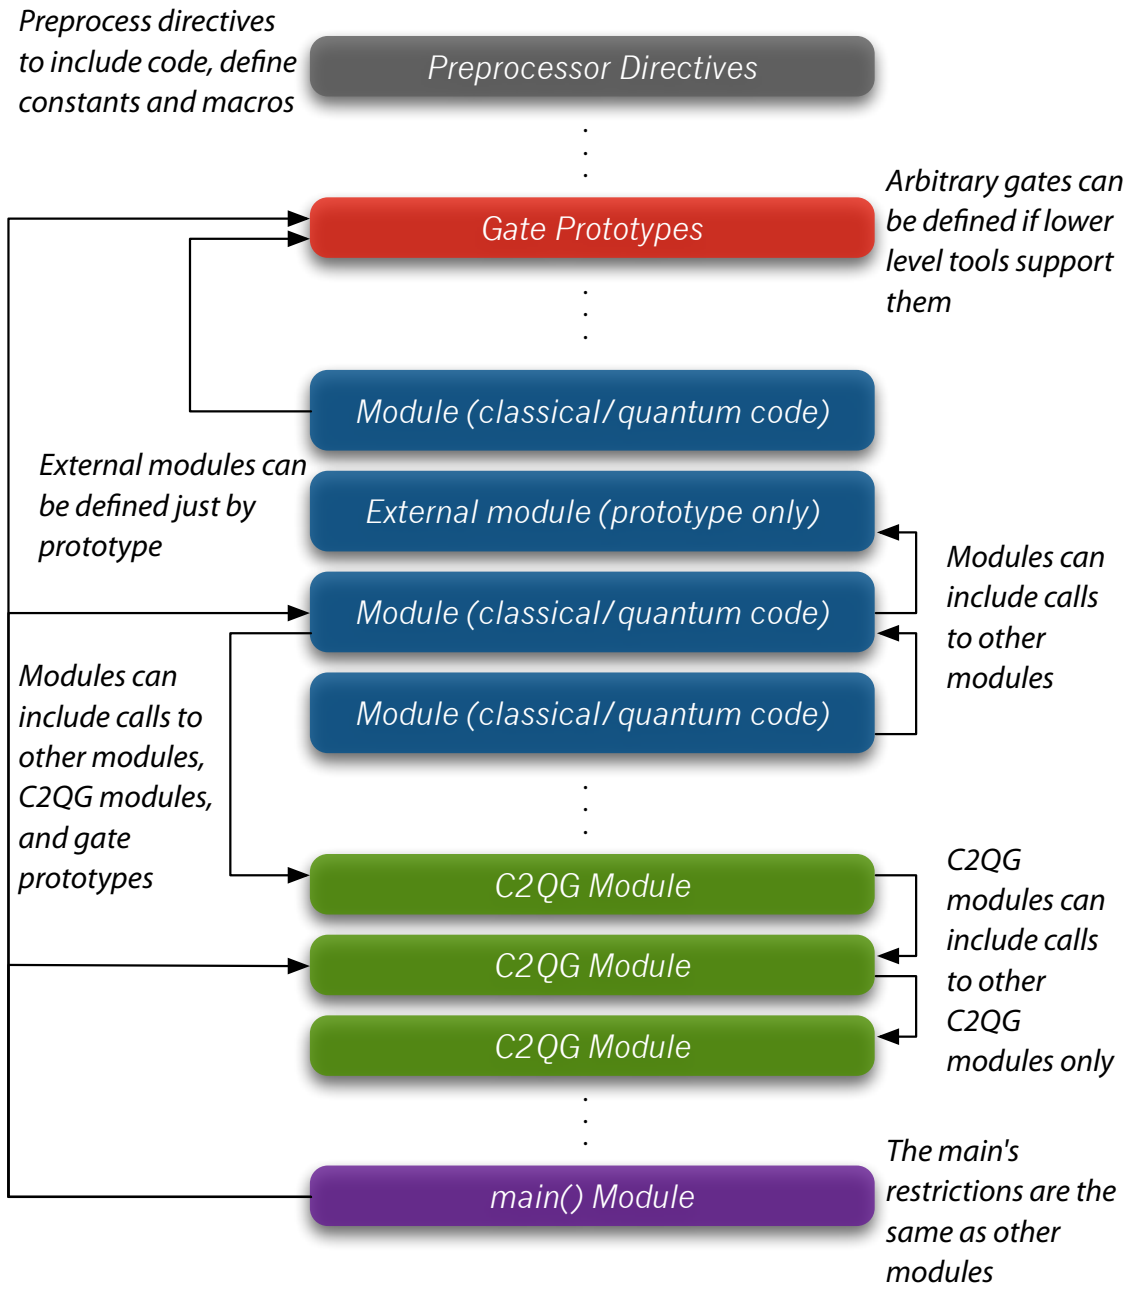 Preprocess directives
to include code, define
constants and macros
Preprocessor Directives
Gate Prototypes
Arbitrary gates can
be defined if lower
level tools support
them
Module (classical/quantum code)
External modules can
be defined just by
prototype
External module (prototype only)
Module (classical/quantum code)
Modules can
include calls
to other
modules
Modules can
include calls to
other modules,
C2QG modules,
and gate
prototypes
Module (classical/quantum code)
C2QG Module
C2QG Module
C2QG Module
C2QG
modules can
include calls
to other
C2QG
modules only
main() Module
The main's
restrictions are the
same as other
modules